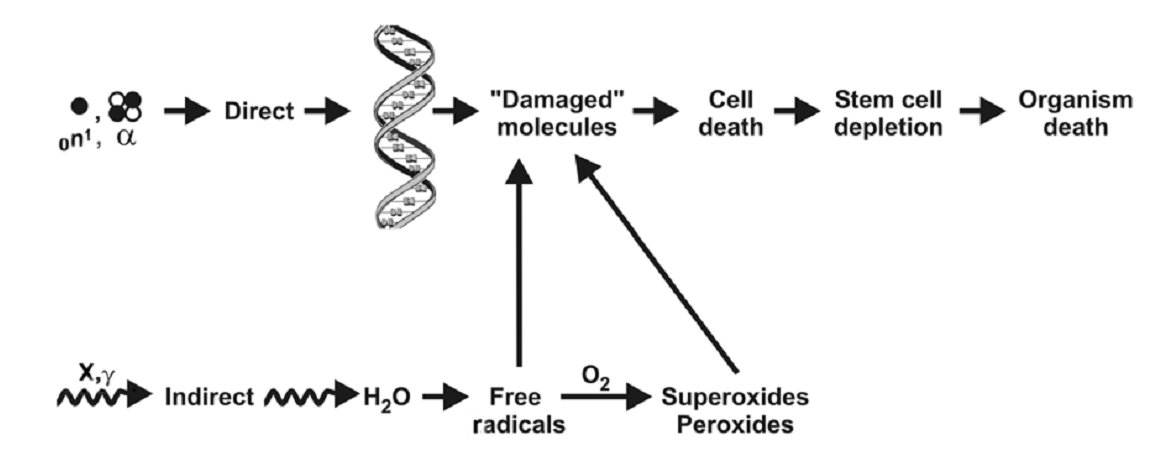 ₀n¹, α
Direct
"Damaged"
molecules
Cell
death
Stem cell
depletion
Organism
death
X,γ
Indirect
H₂O
Free
radicals
O₂
Superoxides
Peroxides